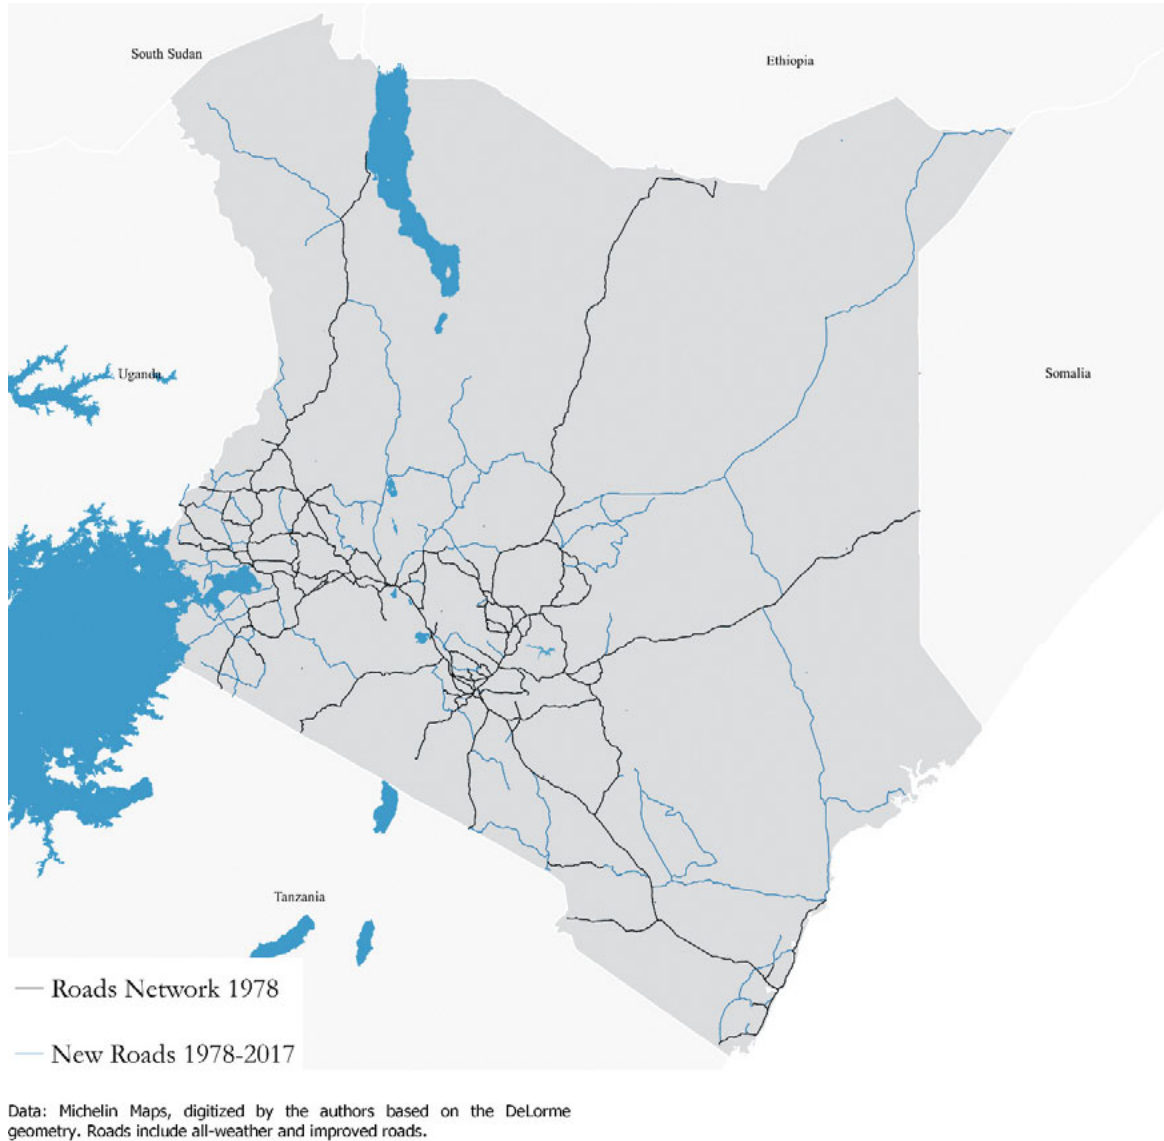 South Sudan
Ethiopia
Uganda
Somalia
Tanzania
Roads Network 1978
New Roads 1978-2017
Data: Michelin Maps, digitized by the authors based on the DeLorme
geometry. Roads include all-weather and improved roads.